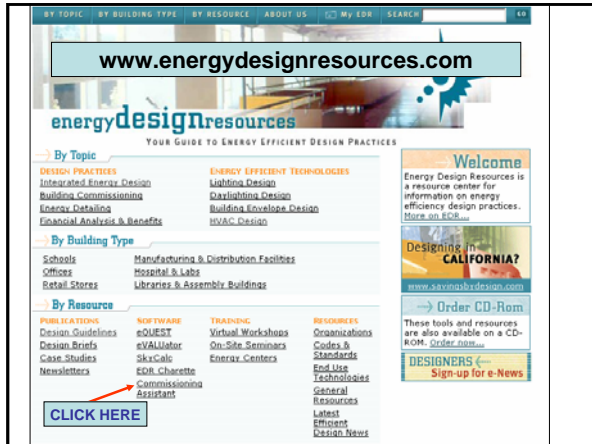 BY TOPIC BY BUILDING TYPE BY RESOURCE ABOUT US MY EDR SEARCH GO
www.energydesignresources.com
energydesignresources
YOUR GUIDE TO ENERGY EFFICIENT DESIGN PRACTICES
By Topic
DESIGN PRACTICES
Integrated Energy Design
Building Commissioning
Energy Detailing
Financial Analysis & Benefits
ENERGY EFFICIENT TECHNOLOGIES
Lighting Design
Daylighting Design
Building Envelope Design
HVAC Design
By Building Type
Schools
Offices
Retail Stores
Manufacturing & Distribution Facilities
Hospital & Labs
Libraries & Assembly Buildings
By Resource
PUBLICATIONS
Design Guidelines
Design Briefs
Case Studies
Newsletters
SOFTWARE
eQUEST
eVALUator
SkyCalc
EDR Charette
Commissioning
Assistant
CLICK HERE
TRAINING
Virtual Workshops
On-Site Seminars
Energy Centers
RESOURCES
Organizations
Codes &
Standards
End Use
Technologies
General
Resources
Latest
Efficient
Design News
Welcome
Energy Design Resources is
a resource center for
information on energy
efficiency design practices.
More on EDR...
Designing in
CALIFORNIA?
www.savingsbydesign.com
Order CD-Rom
These tools and resources
are also available on a CD-
ROM. Order now...
DESIGNERS
Sign-up for e-News